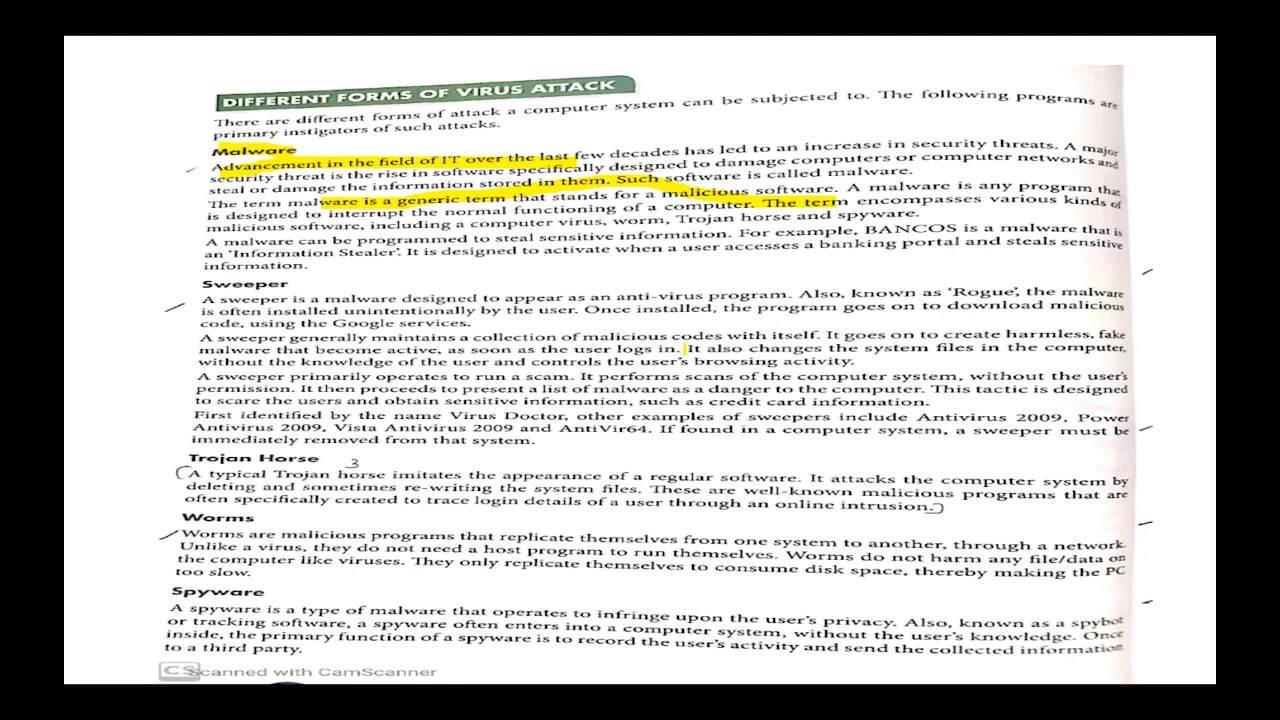 DIFFERENT FORMS OF VIRUS ATTACK
There are different forms of attack a computer system can be subjected to. The following programs are
primary instigators of such attacks.
Malware
Advancement in the field of IT over the last few decades has led to an increase in security threats. A major
security threat is the rise in software specifically designed to damage computers or computer networks and
steal or damage the information stored in them. Such software is called malware.
The term malware is a generic term that stands for a malicious software. A malware is any program that
is designed to interrupt the normal functioning of a computer. The term encompasses various kinds of
malicious software, including a computer virus, worm, Trojan horse and spyware.
A malware can be programmed to steal sensitive information. For example, BANCOS is a malware that is
an 'Information Stealer'. It is designed to activate when a user accesses a banking portal and steals sensitive
information.
Sweeper
A sweeper is a malware designed to appear as an anti-virus program. Also, known as 'Rogue', the malware
is often installed unintentionally by the user. Once installed, the program goes on to download malicious
code, using the Google services.
A sweeper generally maintains a collection of malicious codes with itself. It goes on to create harmless, fake
malware that become active, as soon as the user logs in. It also changes the system files in the computer,
without the knowledge of the user and controls the user's browsing activity.
A sweeper primarily operates to run a scam. It performs scans of the computer system, without the user's
permission. It then proceeds to present a list of malware as a danger to the computer. This tactic is designed
to scare the users and obtain sensitive information, such as credit card information.
First identified by the name Virus Doctor, other examples of sweepers include Antivirus 2009, Power
Antivirus 2009, Vista Antivirus 2009 and AntiVir64. If found in a computer system, a sweeper must be
immediately removed from that system.
Trojan Horse 3
(A typical Trojan horse imitates the appearance of a regular software. It attacks the computer system by
deleting and sometimes re-writing the system files. These are well-known malicious programs that are
often specifically created to trace login details of a user through an online intrusion.)
Worms
Worms are malicious programs that replicate themselves from one system to another, through a network.
Unlike a virus, they do not need a host program to run themselves. Worms do not harm any file/data on
the computer like viruses. They only replicate themselves to consume disk space, thereby making the PC
too slow.
Spyware
A spyware is a type of malware that operates to infringe upon the user's privacy. Also, known as a spybot
or tracking software, a spyware often enters into a computer system, without the user's knowledge. Once
inside, the primary function of a spyware is to record the user's activity and send the collected information
to a third party.
CS Scanned with CamScanner